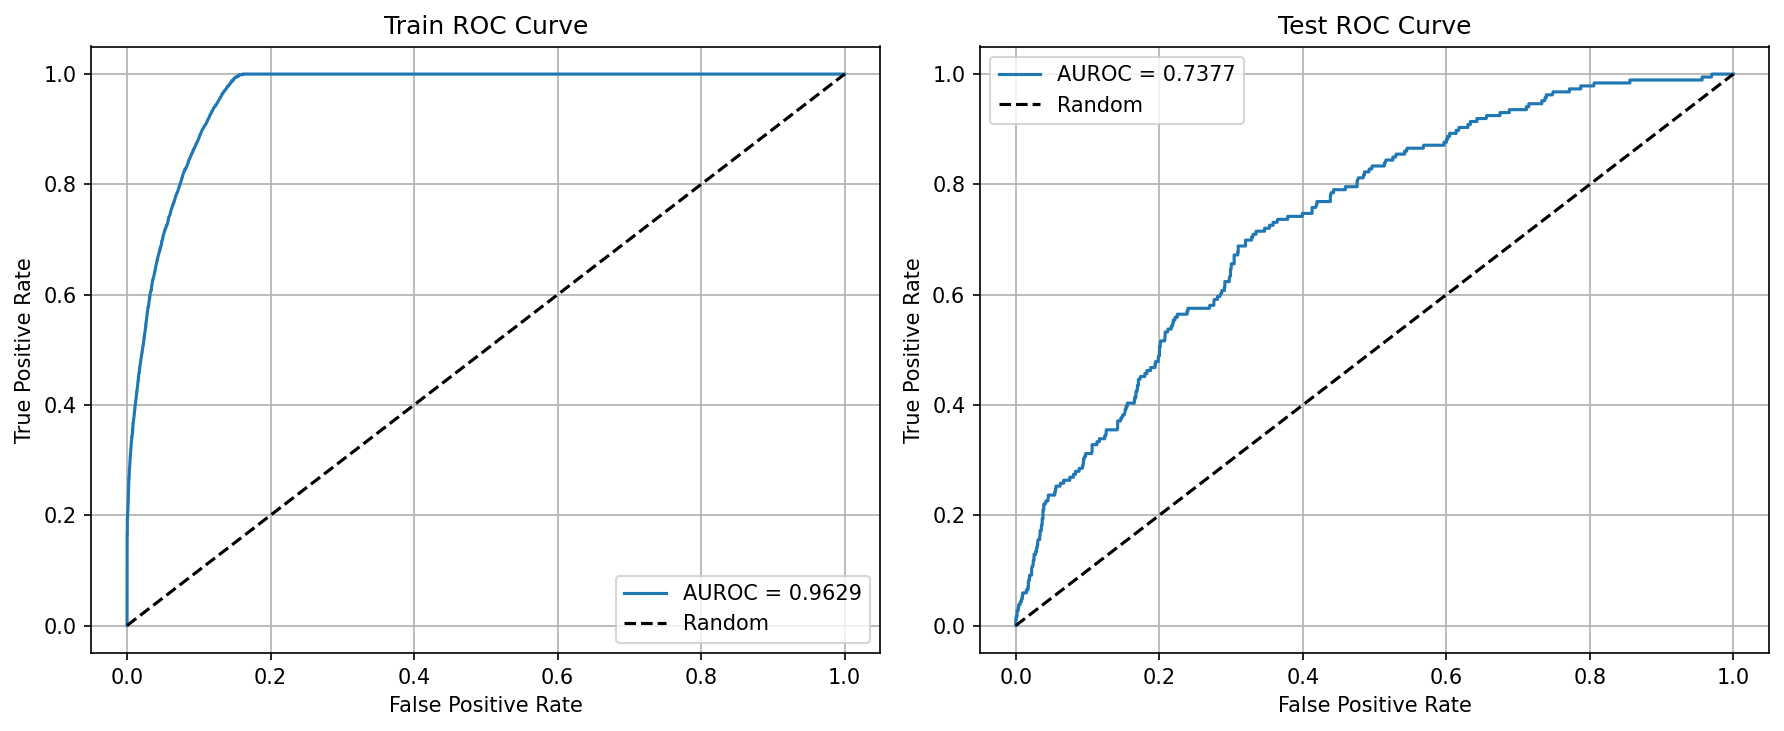 Train ROC Curve
True Positive Rate
1.0
0.8
0.6
0.4
0.2
0.0
AUROC = 0.9629
Random
0.0 0.2 0.4 0.6 0.8 1.0
False Positive Rate
Test ROC Curve
True Positive Rate
1.0
0.8
0.6
0.4
0.2
0.0
AUROC = 0.7377
Random
0.0 0.2 0.4 0.6 0.8 1.0
False Positive Rate